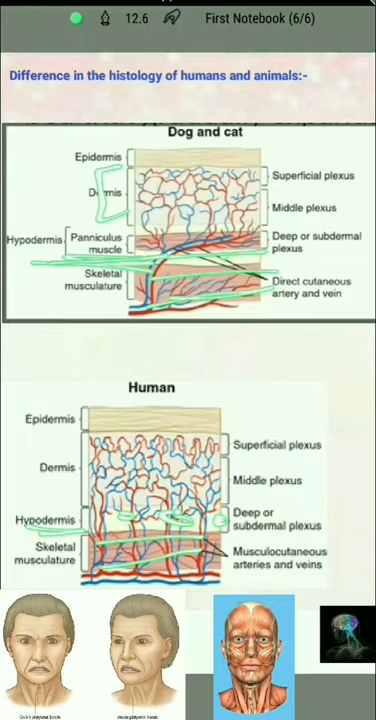 12.6 First Notebook (6/6)
Difference in the histology of humans and animals:-
Dog and cat
Epidermis
Dermis
Hypodermis
Panniculus
muscle
Skeletal
musculature
Superficial plexus
Middle plexus
Deep or subdermal
plexus
Direct cutaneous
artery and vein
Human
Epidermis
Dermis
Hypodermis
Skeletal
musculature
Superficial plexus
Middle plexus
Deep or
subdermal plexus
Musculocutaneous
arteries and veins